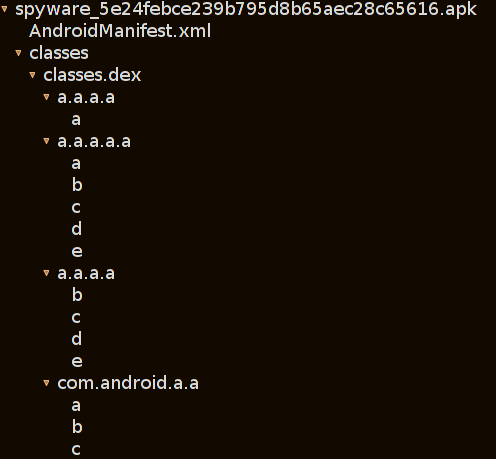 spyware_5e24febce239b795d8b65aec28c65616.apk
AndroidManifest.xml
classes
classes.dex
a.a.a.a
a
a.a.a.a.a
a
b
c
d
e
a.a.a.a
b
c
d
e
com.android.a.a
a
b
c